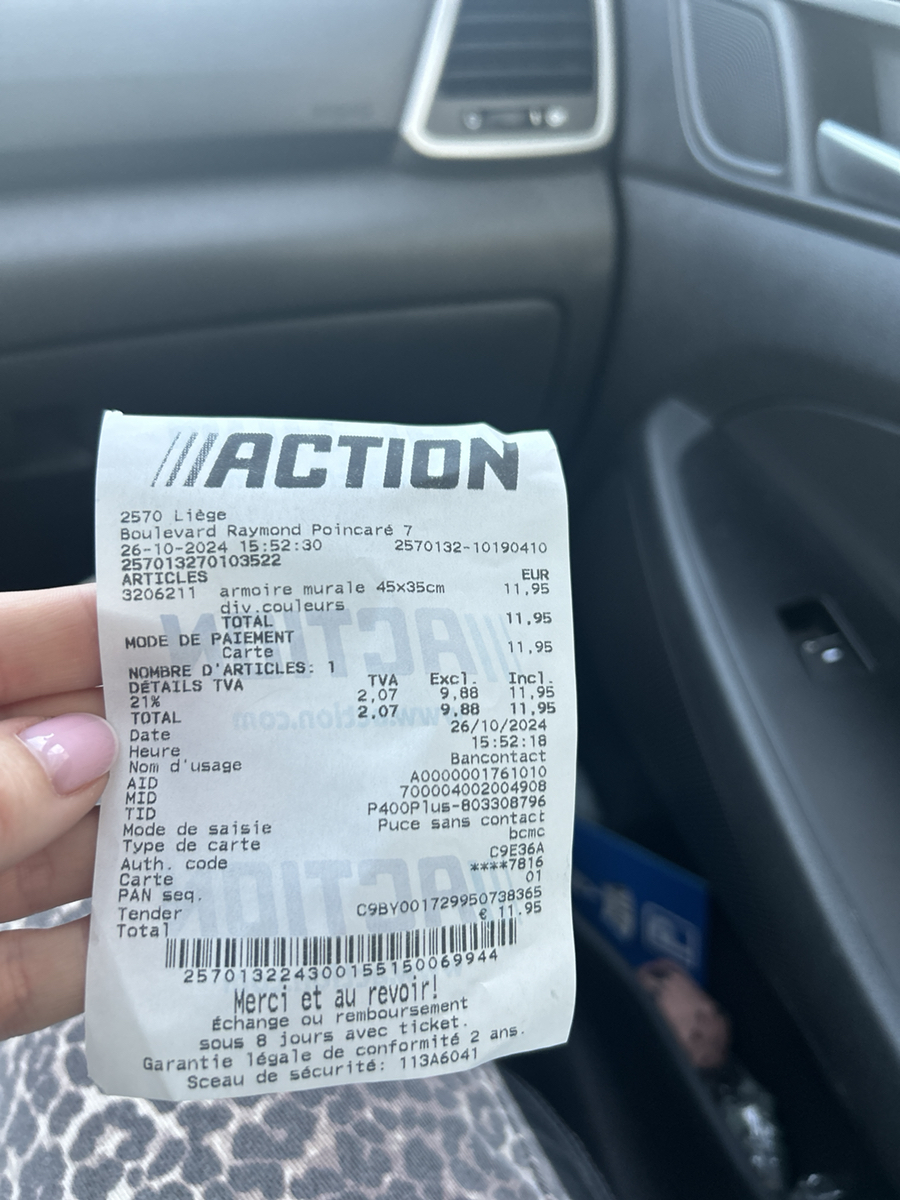 ///ACTION
2570 Liège
Boulevard Raymond Poincaré 7
26-10-2024 15:52:30 2570132-10190410
257013270103522
ARTICLES EUR
3206211 armoire murale 45x35cm 11,95
div.couleurs
TOTAL 11,95
MODE DE PAIEMENT
Carte 11,95
NOMBRE D'ARTICLES: 1
DÉTAILS TVA TVA Excl. Incl.
21% 2,07 9,88 11,95
TOTAL 2,07 9,88 11,95
Date 26/10/2024
Heure 15:52:18
Nom d'usage Bancontact
AID A0000001761010
MID 700004002004908
TID P400Plus-803308796
Mode de saisie Puce sans contact
Type de carte bcmc
Auth. code C9E36A
Carte ****7816
PAN seq. 01
Tender C9BY001729950738365
Total € 11.95
257013224300155150069944
Merci et au revoir!
Échange ou remboursement
sous 8 jours avec ticket.
Garantie légale de conformité 2 ans.
Sceau de sécurité: 113A6041